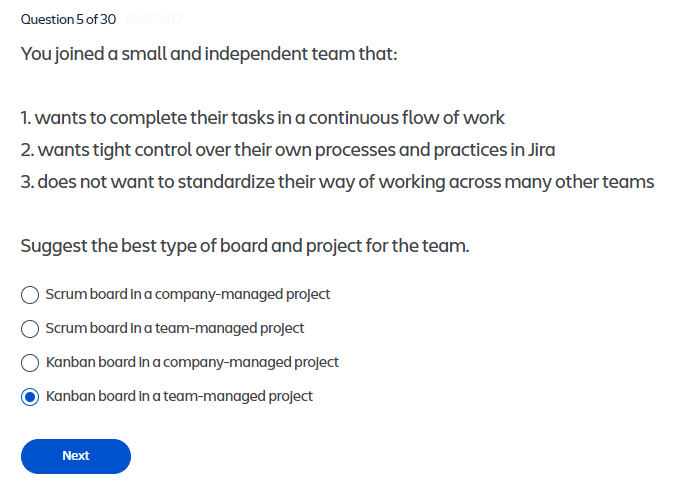 Question 5 of 30
You joined a small and independent team that:
1. wants to complete their tasks in a continuous flow of work
2. wants tight control over their own processes and practices in Jira
3. does not want to standardize their way of working across many other teams
Suggest the best type of board and project for the team.
Scrum board in a company-managed project
Scrum board in a team-managed project
Kanban board in a company-managed project
Kanban board in a team-managed project
Next